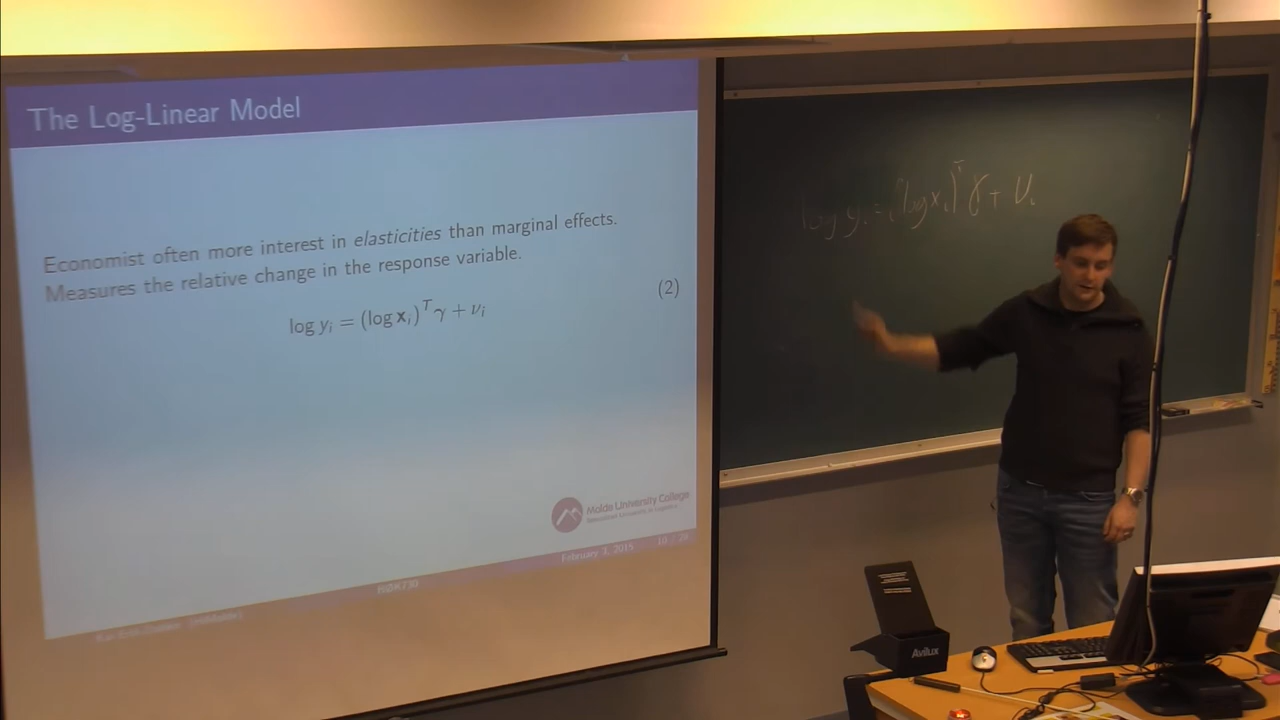 The Log-Linear Model
Economist often more interest in elasticities than marginal effects.
Measures the relative change in the response variable.
log yᵢ = (log xᵢ)ᵀ γ + νᵢ
(2)
Molde University College
February 3, 2015
10 / 29
log yᵢ = (log xᵢ)ᵀ γ + νᵢ
Avilux